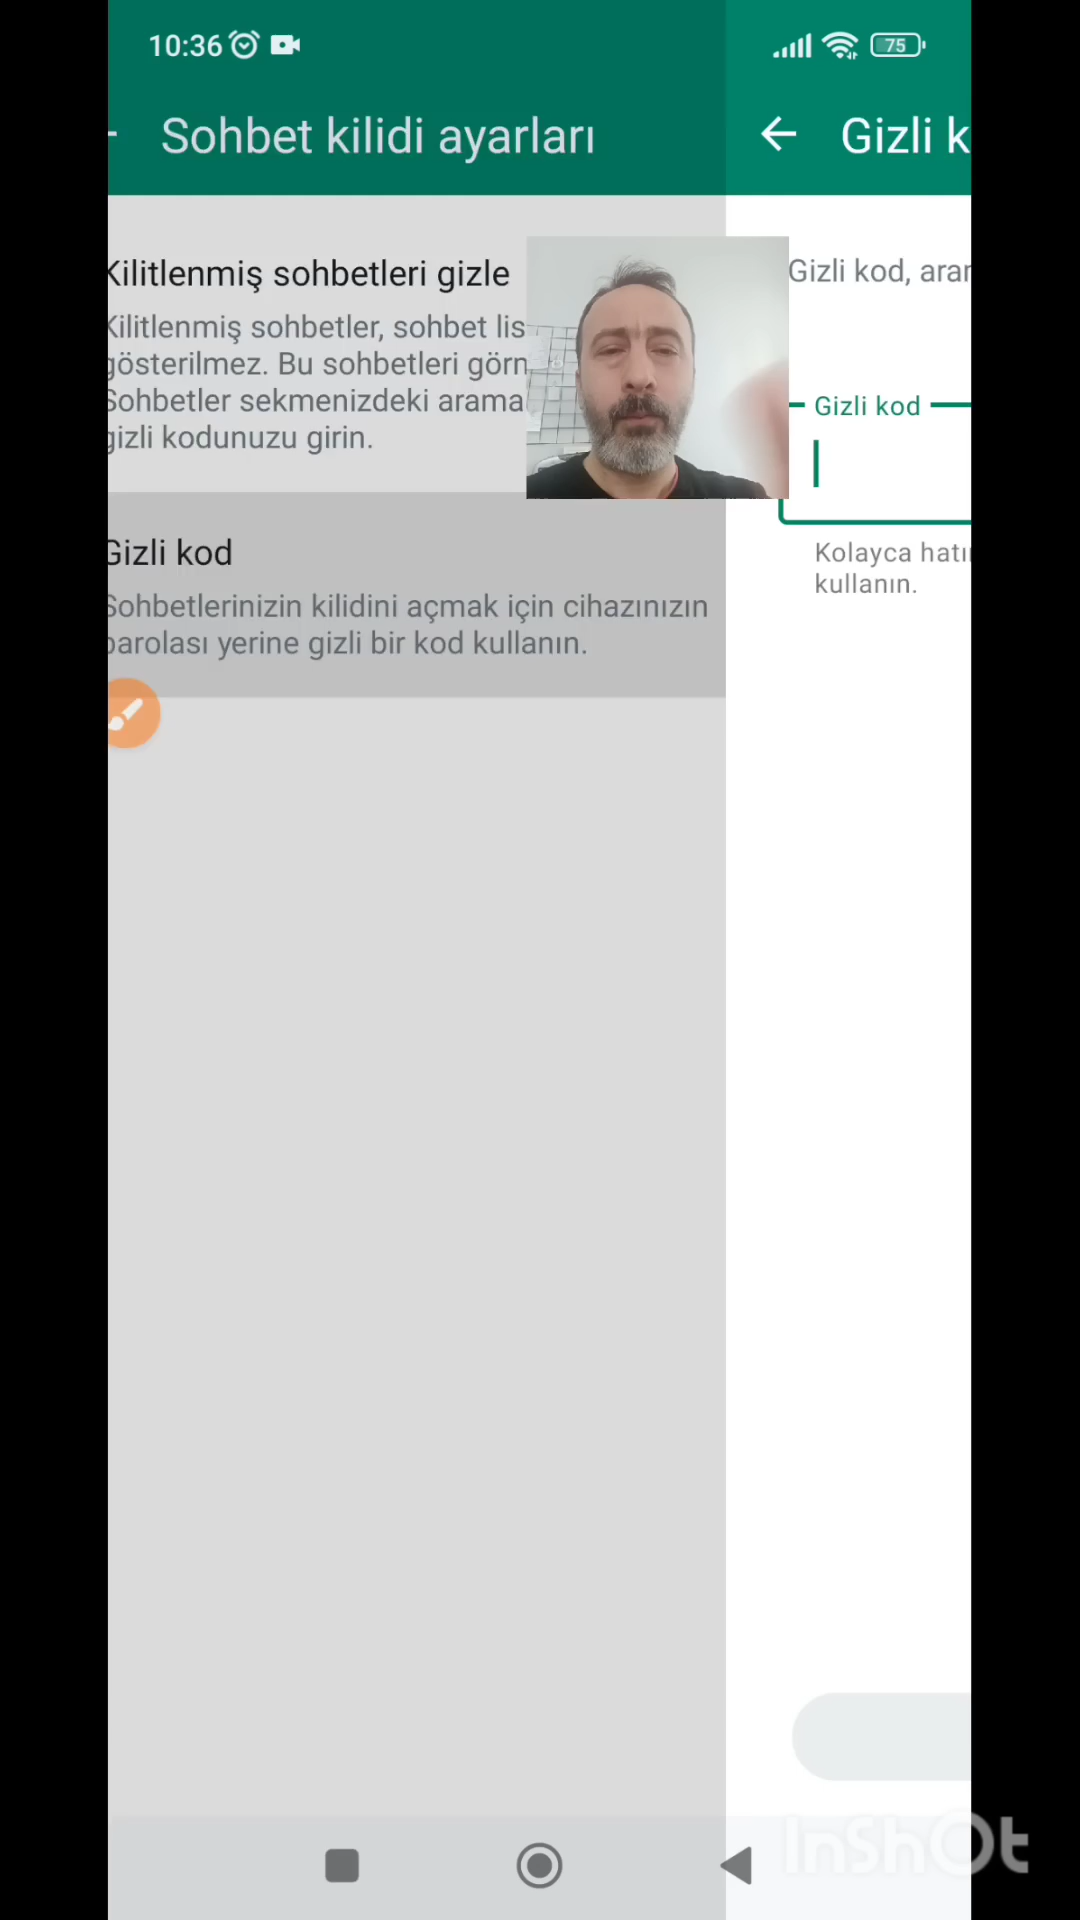 10:36
75
Sohbet kilidi ayarları
Gizli k
Kilitlenmiş sohbetleri gizle
Kilitlenmiş sohbetler, sohbet lis
gösterilmez. Bu sohbetleri görm
Sohbetler sekmenizdeki arama
gizli kodunuzu girin.
Gizli kod
Sohbetlerinizin kilidini açmak için cihazınızın
parolası yerine gizli bir kod kullanın.
Gizli kod, arar
Gizli kod
Kolayca hatır
kullanın.
InShOt